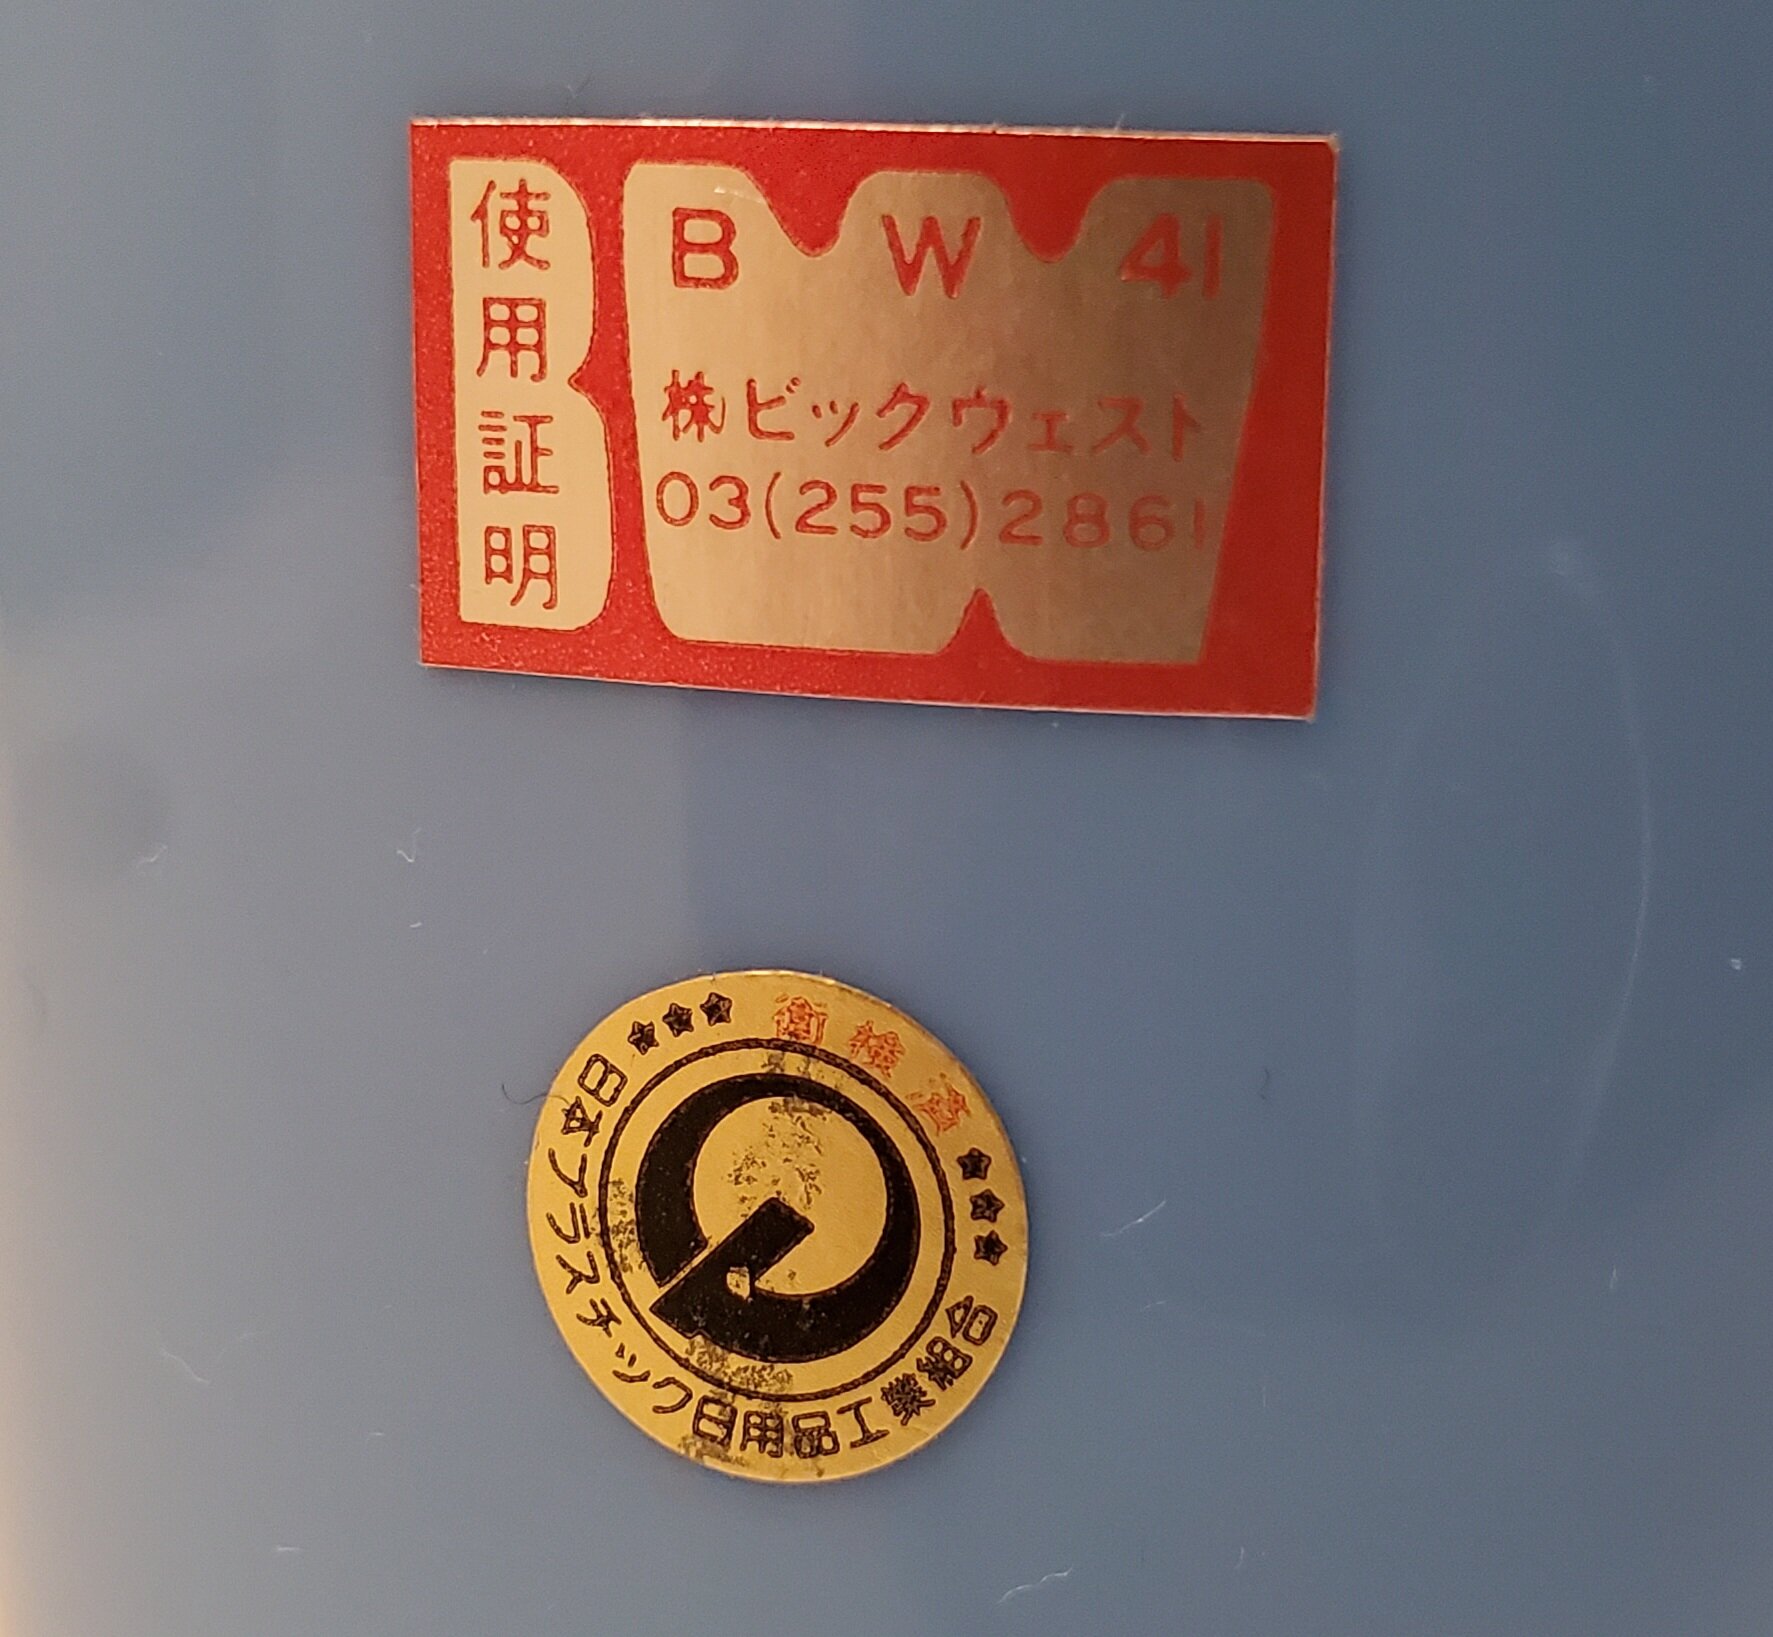 使用証明
B W 41
㈱ビックウェスト
03(255)2861
衛検済
日本プラスチック日用品工業組合